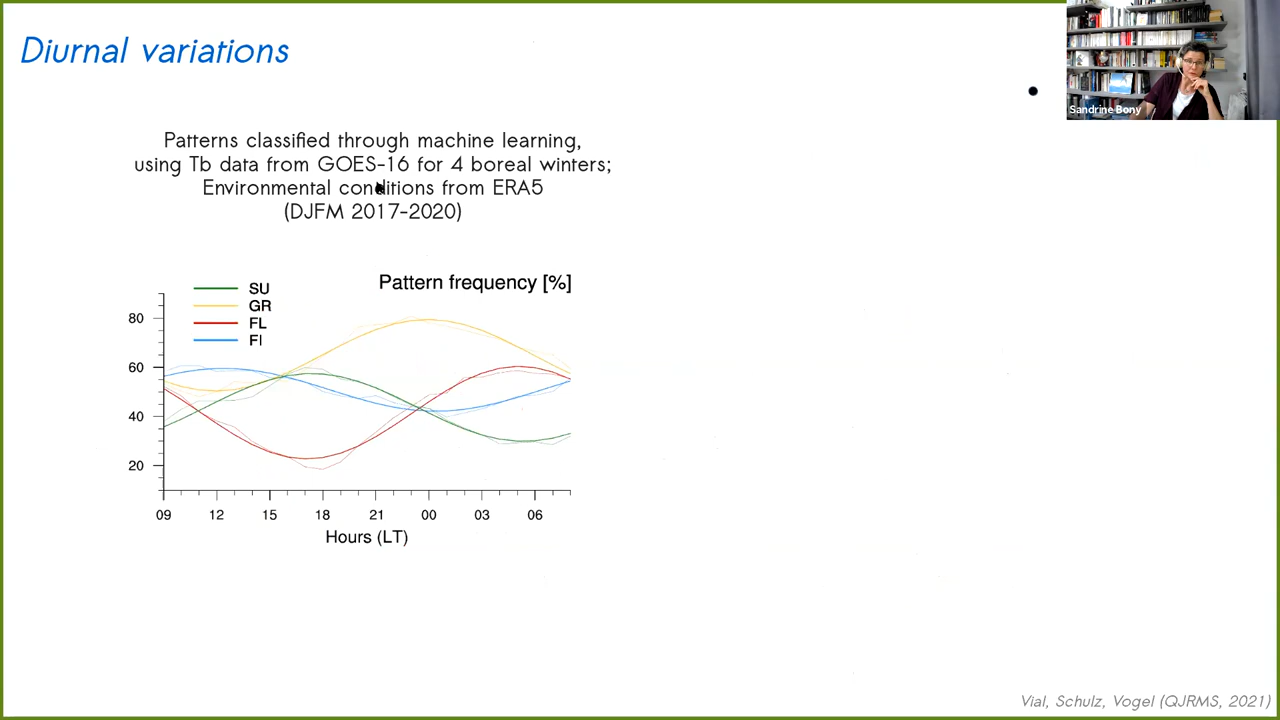 Diurnal variations
Sandrine Bony
Patterns classified through machine learning,
using Tb data from GOES-16 for 4 boreal winters;
Environmental conditions from ERA5
(DJFM 2017-2020)
Pattern frequency [%]
SU
GR
FL
FI
80
60
40
20
09 12 15 18 21 00 03 06
Hours (LT)
Vial, Schulz, Vogel (QJRMS, 2021)